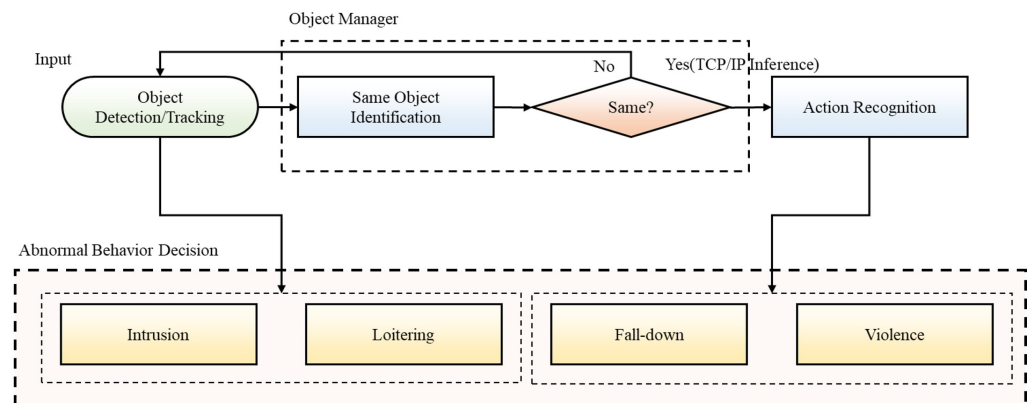 Object Manager
Input
No
Yes(TCP/IP Inference)
Object
Detection/Tracking
Same Object
Identification
Same?
Action Recognition
Abnormal Behavior Decision
Intrusion
Loitering
Fall-down
Violence